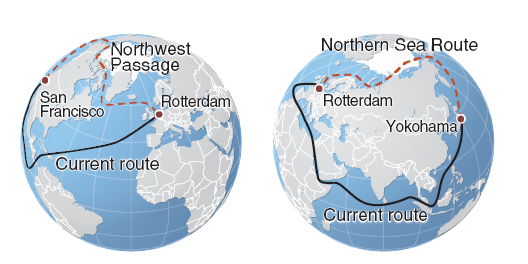 Northwest
Passage
San
Francisco
Rotterdam
Current route
Northern Sea Route
Rotterdam
Yokohama
Current route